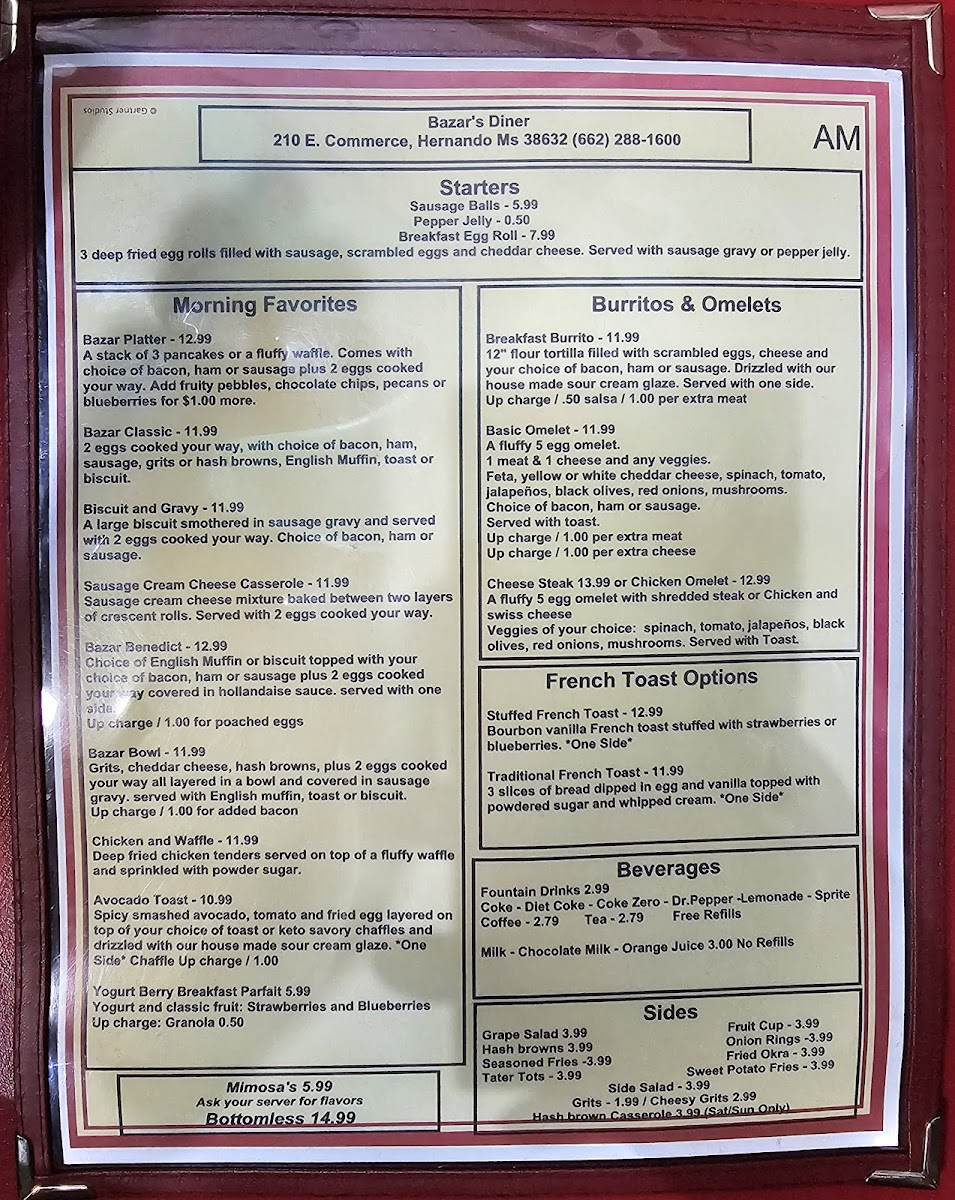 © Gartner Studios
Bazar's Diner
210 E. Commerce, Hernando Ms 38632 (662) 288-1600
AM
Starters
Sausage Balls - 5.99
Pepper Jelly - 0.50
Breakfast Egg Roll - 7.99
3 deep fried egg rolls filled with sausage, scrambled eggs and cheddar cheese. Served with sausage gravy or pepper jelly.
Morning Favorites
Bazar Platter - 12.99
A stack of 3 pancakes or a fluffy waffle. Comes with
choice of bacon, ham or sausage plus 2 eggs cooked
your way. Add fruity pebbles, chocolate chips, pecans or
blueberries for $1.00 more.
Bazar Classic - 11.99
2 eggs cooked your way, with choice of bacon, ham,
sausage, grits or hash browns, English Muffin, toast or
biscuit.
Biscuit and Gravy - 11.99
A large biscuit smothered in sausage gravy and served
with 2 eggs cooked your way. Choice of bacon, ham or
sausage.
Sausage Cream Cheese Casserole - 11.99
Sausage cream cheese mixture baked between two layers
of crescent rolls. Served with 2 eggs cooked your way.
Bazar Benedict - 12.99
Choice of English Muffin or biscuit topped with your
choice of bacon, ham or sausage plus 2 eggs cooked
your way covered in hollandaise sauce. served with one
side.
Up charge / 1.00 for poached eggs
Bazar Bowl - 11.99
Grits, cheddar cheese, hash browns, plus 2 eggs cooked
your way all layered in a bowl and covered in sausage
gravy. served with English muffin, toast or biscuit.
Up charge / 1.00 for added bacon
Chicken and Waffle - 11.99
Deep fried chicken tenders served on top of a fluffy waffle
and sprinkled with powder sugar.
Avocado Toast - 10.99
Spicy smashed avocado, tomato and fried egg layered on
top of your choice of toast or keto savory chaffles and
drizzled with our house made sour cream glaze. *One
Side* Chaffle Up charge / 1.00
Yogurt Berry Breakfast Parfait 5.99
Yogurt and classic fruit: Strawberries and Blueberries
Up charge: Granola 0.50
Mimosa's 5.99
Ask your server for flavors
Bottomless 14.99
Burritos & Omelets
Breakfast Burrito - 11.99
12" flour tortilla filled with scrambled eggs, cheese and
your choice of bacon, ham or sausage. Drizzled with our
house made sour cream glaze. Served with one side.
Up charge / .50 salsa / 1.00 per extra meat
Basic Omelet - 11.99
A fluffy 5 egg omelet.
1 meat & 1 cheese and any veggies.
Feta, yellow or white cheddar cheese, spinach, tomato,
jalapeños, black olives, red onions, mushrooms.
Choice of bacon, ham or sausage.
Served with toast.
Up charge / 1.00 per extra meat
Up charge / 1.00 per extra cheese
Cheese Steak 13.99 or Chicken Omelet - 12.99
A fluffy 5 egg omelet with shredded steak or Chicken and
swiss cheese
Veggies of your choice: spinach, tomato, jalapeños, black
olives, red onions, mushrooms. Served with Toast.
French Toast Options
Stuffed French Toast - 12.99
Bourbon vanilla French toast stuffed with strawberries or
blueberries. *One Side*
Traditional French Toast - 11.99
3 slices of bread dipped in egg and vanilla topped with
powdered sugar and whipped cream. *One Side*
Beverages
Fountain Drinks 2.99
Coke - Diet Coke - Coke Zero - Dr.Pepper -Lemonade - Sprite
Coffee - 2.79 Tea - 2.79 Free Refills
Milk - Chocolate Milk - Orange Juice 3.00 No Refills
Sides
Grape Salad 3.99 Fruit Cup - 3.99
Hash browns 3.99 Onion Rings -3.99
Seasoned Fries -3.99 Fried Okra - 3.99
Tater Tots - 3.99 Sweet Potato Fries - 3.99
Side Salad - 3.99
Grits - 1.99 / Cheesy Grits 2.99
Hash brown Casserole 3.99 (Sat/Sun Only)